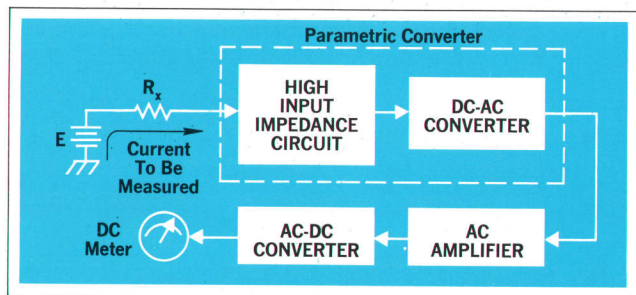 Parametric Converter
Rx
E
Current
To Be
Measured
HIGH
INPUT
IMPEDANCE
CIRCUIT
DC-AC
CONVERTER
DC
Meter
AC-DC
CONVERTER
AC
AMPLIFIER